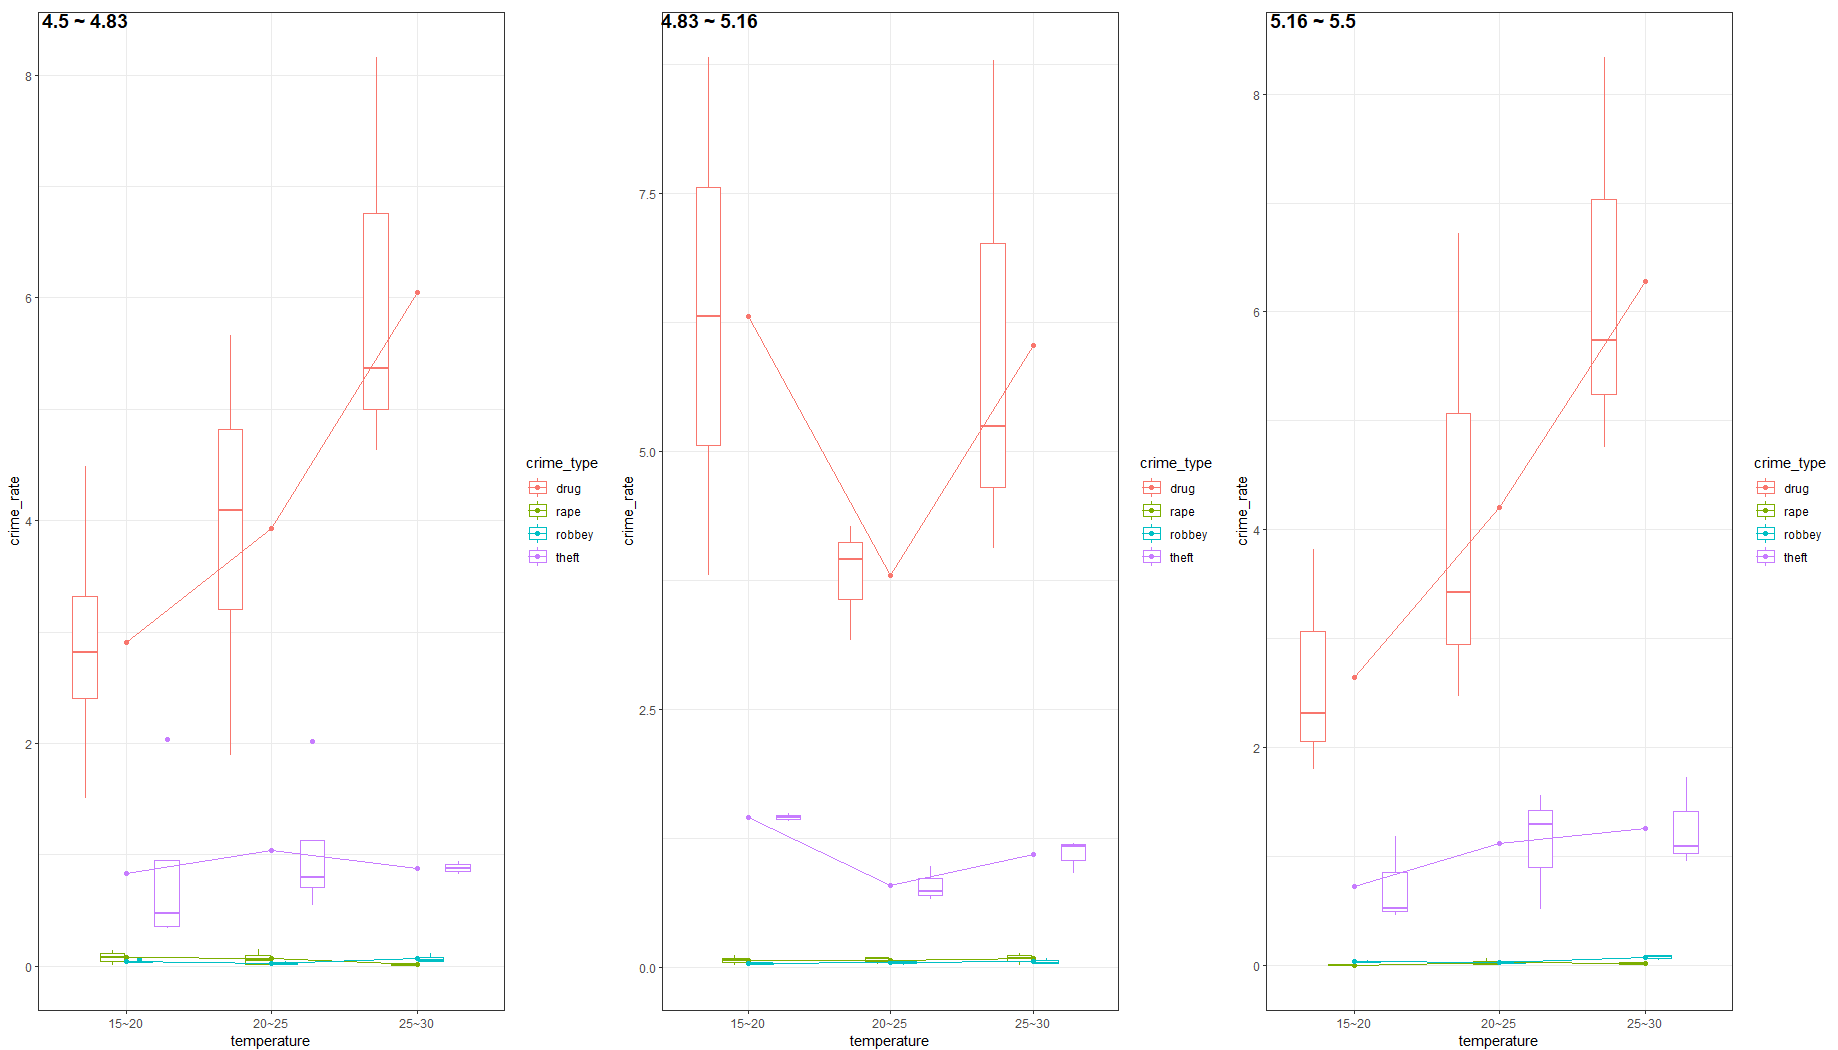 4.5 ~ 4.83
8
6
4
2
0
crime_rate
15~20
20~25
25~30
temperature
crime_type
drug
rape
robbey
theft
4.83 ~ 5.16
7.5
5.0
2.5
0.0
crime_rate
15~20
20~25
25~30
temperature
crime_type
drug
rape
robbey
theft
5.16 ~ 5.5
8
6
4
2
0
crime_rate
15~20
20~25
25~30
temperature
crime_type
drug
rape
robbey
theft